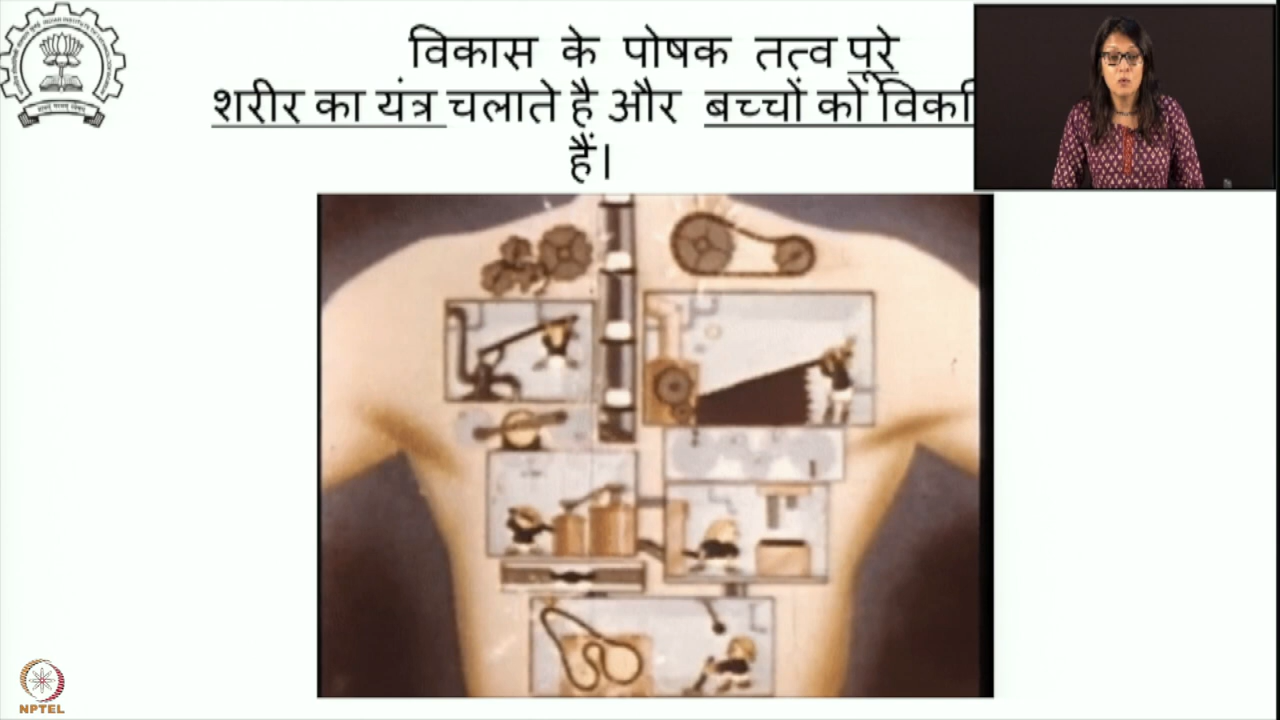 विकास के पोषक तत्व पूरे
शरीर का यंत्र चलाते है और बच्चों को
हैं।
NPTEL